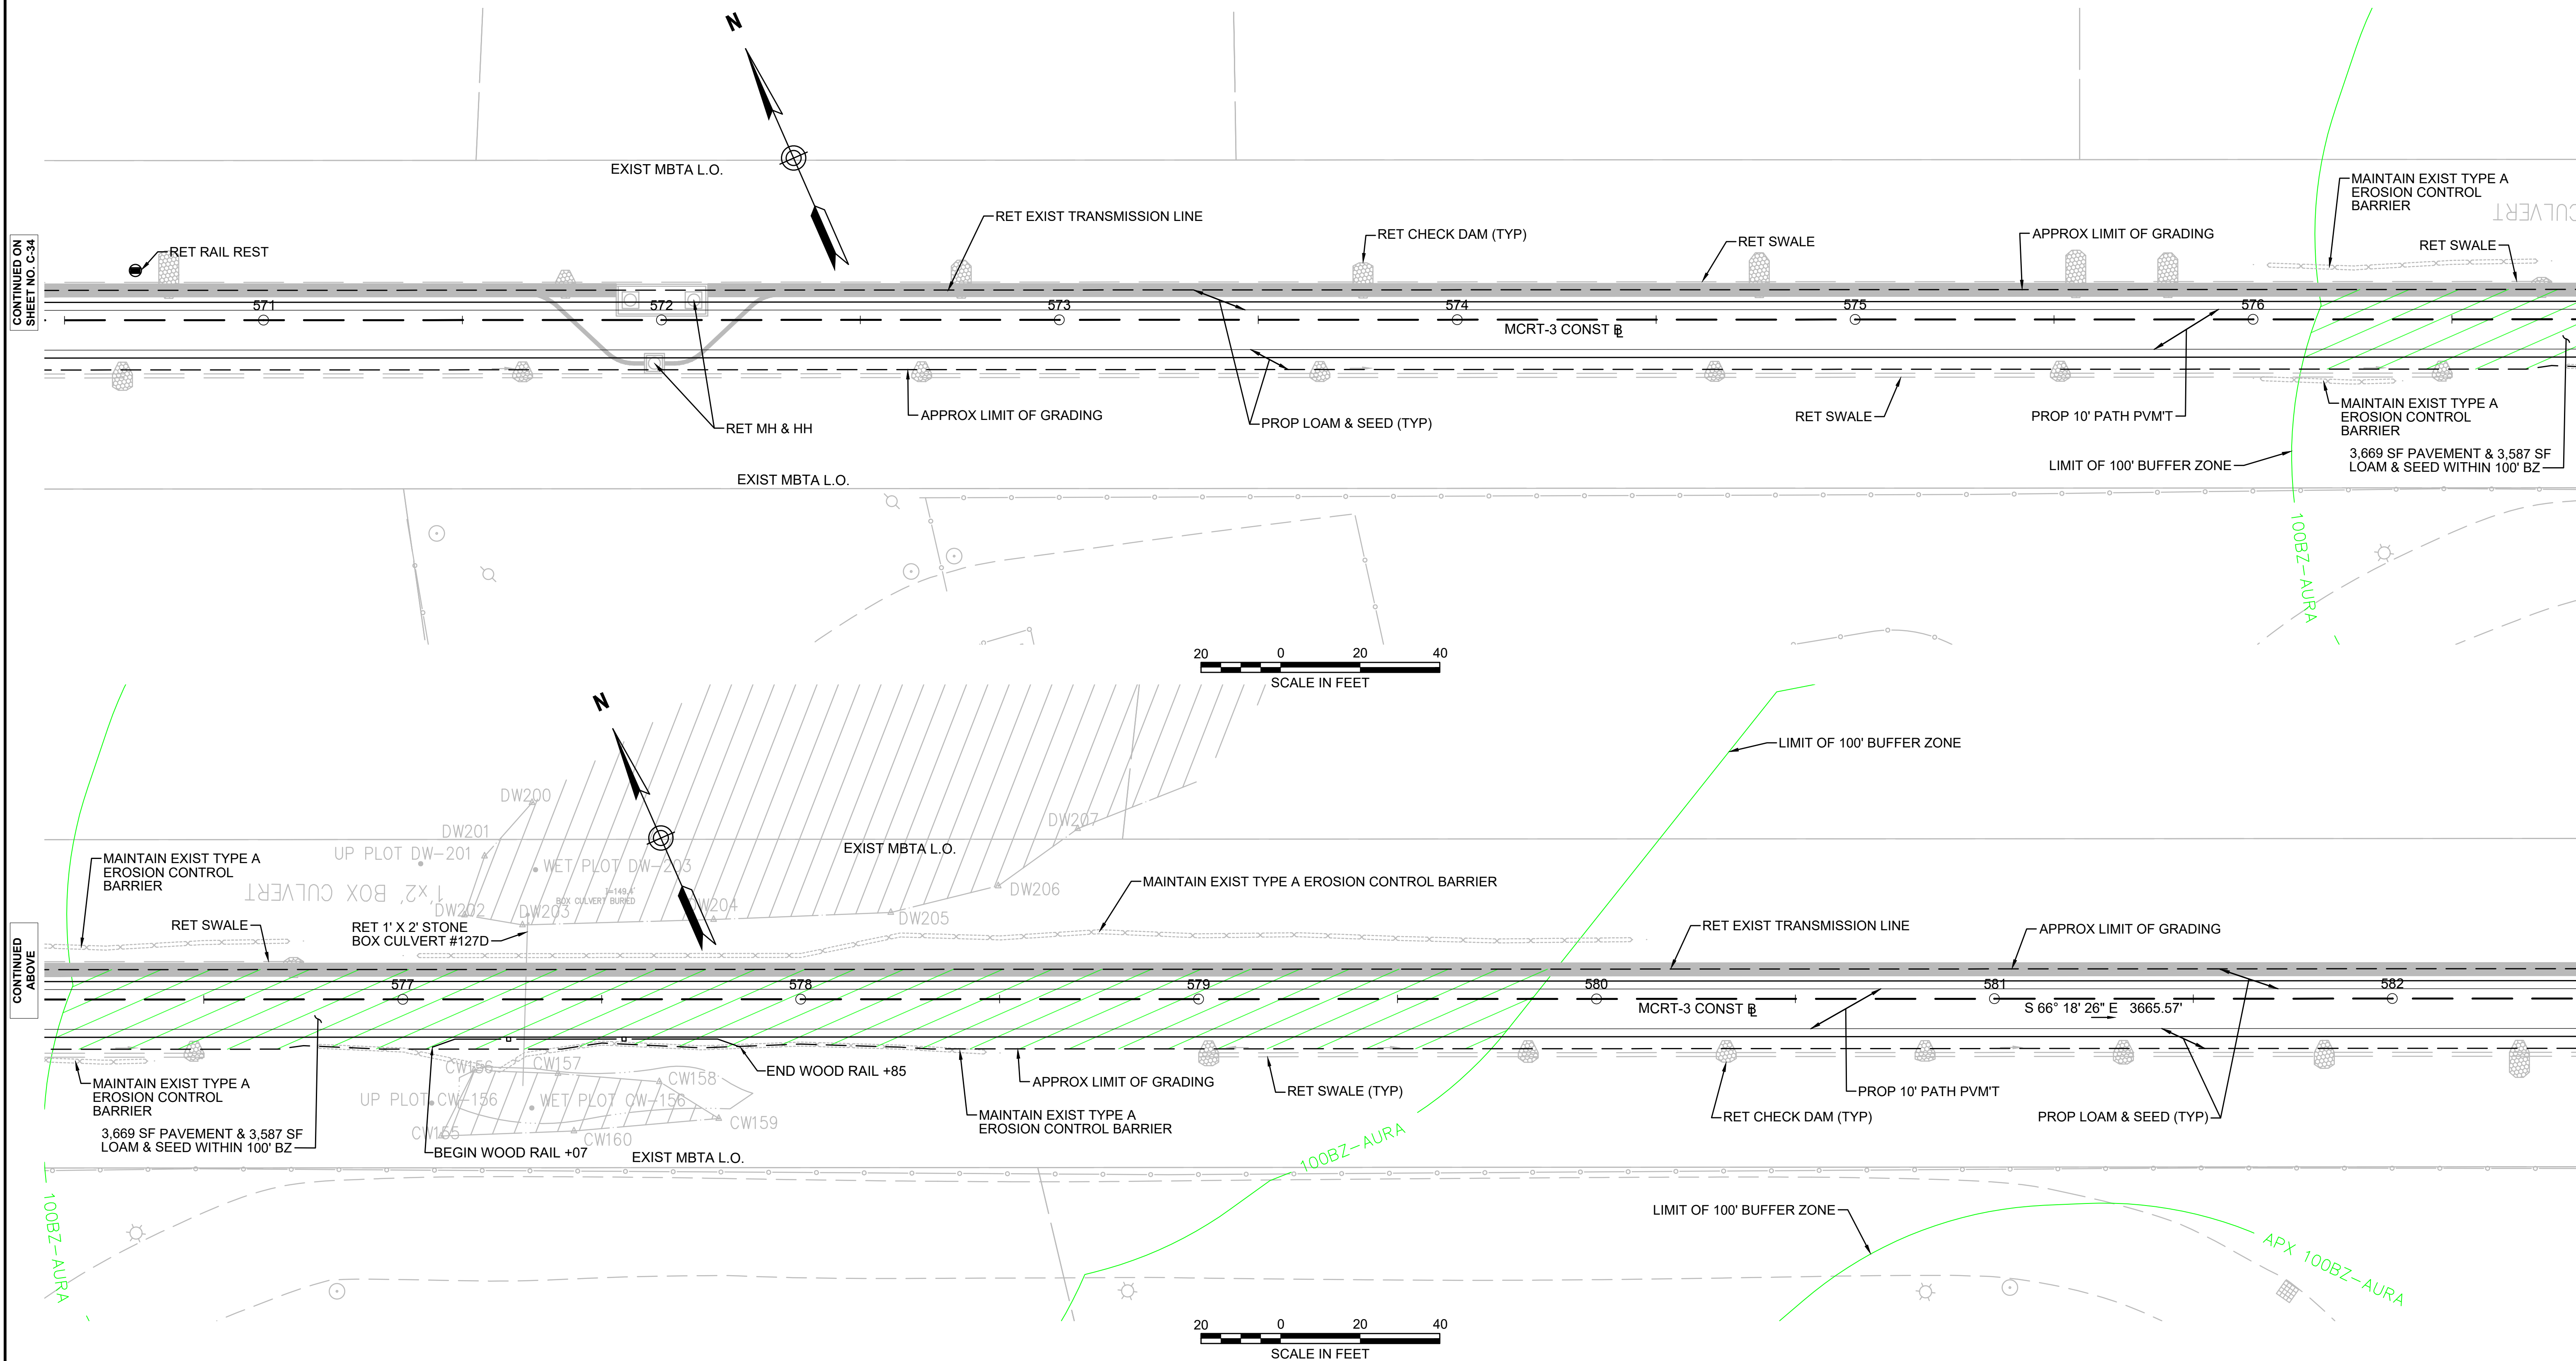 N
EXIST MBTA L.O.
CONTINUED ON
SHEET NO. C-34
RET RAIL REST
RET EXIST TRANSMISSION LINE
RET CHECK DAM (TYP)
RET SWALE
APPROX LIMIT OF GRADING
MAINTAIN EXIST TYPE A
EROSION CONTROL
BARRIER
CULVERT
RET SWALE
571
572
573
574
575
576
MCRT-3 CONST BL
RET MH & HH
APPROX LIMIT OF GRADING
PROP LOAM & SEED (TYP)
RET SWALE
PROP 10' PATH PVM'T
MAINTAIN EXIST TYPE A
EROSION CONTROL
BARRIER
LIMIT OF 100' BUFFER ZONE
3,669 SF PAVEMENT & 3,587 SF
LOAM & SEED WITHIN 100' BZ
EXIST MBTA L.O.
100BZ-AURA
20 0 20 40
SCALE IN FEET
N
LIMIT OF 100' BUFFER ZONE
DW200
DW201
DW207
UP PLOT DW-201
WET PLOT DW-203
EXIST MBTA L.O.
MAINTAIN EXIST TYPE A
EROSION CONTROL
BARRIER
1'x2' BOX CULVERT
I=149.4'
BOX CULVERT BURIED
DW202
DW203
DW204
DW205
DW206
MAINTAIN EXIST TYPE A EROSION CONTROL BARRIER
CONTINUED
ABOVE
RET SWALE
RET 1' X 2' STONE
BOX CULVERT #127D
RET EXIST TRANSMISSION LINE
APPROX LIMIT OF GRADING
577
578
579
580
581
582
MCRT-3 CONST BL
S 66° 18' 26" E 3665.57'
CW156
CW157
CW158
END WOOD RAIL +85
MAINTAIN EXIST TYPE A
EROSION CONTROL
BARRIER
UP PLOT CW-156
WET PLOT CW-156
APPROX LIMIT OF GRADING
RET SWALE (TYP)
PROP 10' PATH PVM'T
MAINTAIN EXIST TYPE A
EROSION CONTROL BARRIER
RET CHECK DAM (TYP)
PROP LOAM & SEED (TYP)
3,669 SF PAVEMENT & 3,587 SF
LOAM & SEED WITHIN 100' BZ
CW155
CW160
CW159
BEGIN WOOD RAIL +07
EXIST MBTA L.O.
100BZ-AURA
100BZ-AURA
LIMIT OF 100' BUFFER ZONE
APX 100BZ-AURA
20 0 20 40
SCALE IN FEET